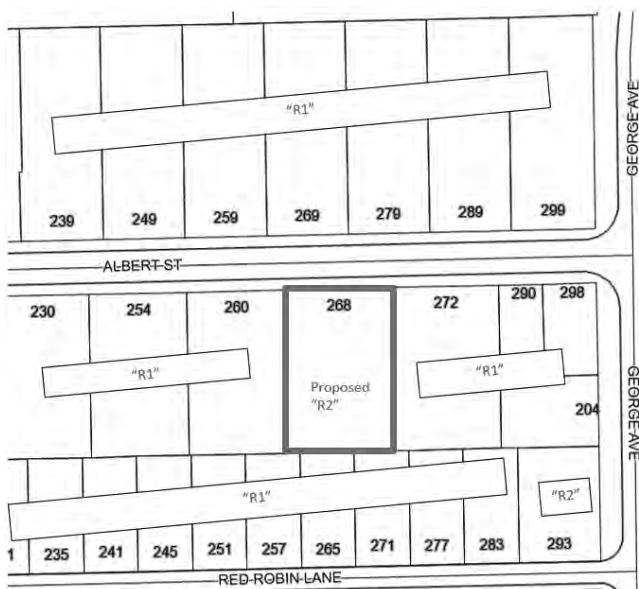 "R1"
GEORGE AVE
239 249 259 269 279 289 299
ALBERT ST
230 254 260 268 272 290 298
"R1"
"R1"
Proposed
"R2"
204
GEORGE AVE
"R1"
"R2"
1 235 241 245 251 257 265 271 277 283 293
RED ROBIN LANE